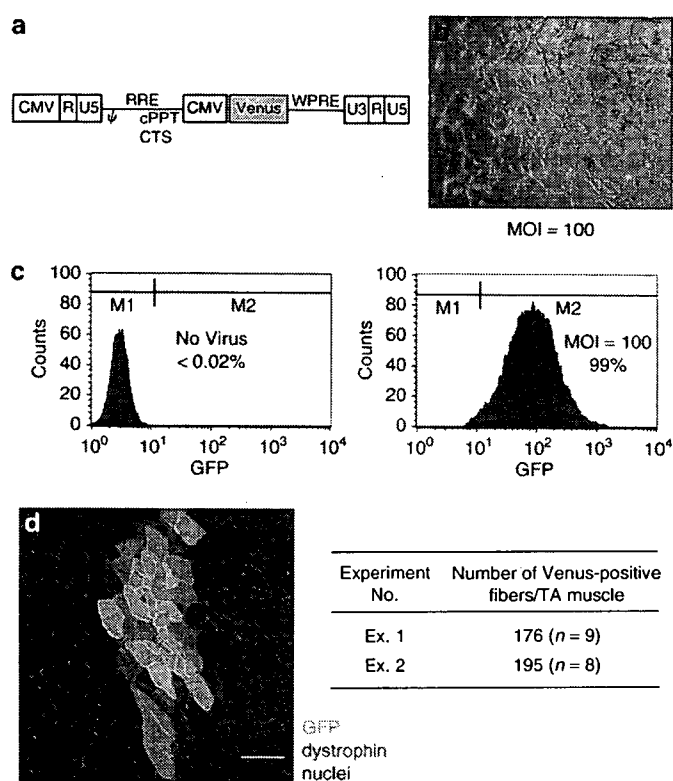 a
CMV R U5 RRE CMV Venus WPRE U3 R U5
ψ cPPT
CTS
MOI = 100
c
100
80
60
40
20
0
Counts
M1 M2
No Virus
< 0.02%
10⁰ 10¹ 10² 10³ 10⁴
GFP
100
80
60
40
20
0
Counts
M1 M2
MOI = 100
99%
10⁰ 10¹ 10² 10³ 10⁴
GFP
d
GFP
dystrophin
nuclei
Experiment No. Number of Venus-positive fibers/TA muscle
Ex. 1 176 (n = 9)
Ex. 2 195 (n = 8)